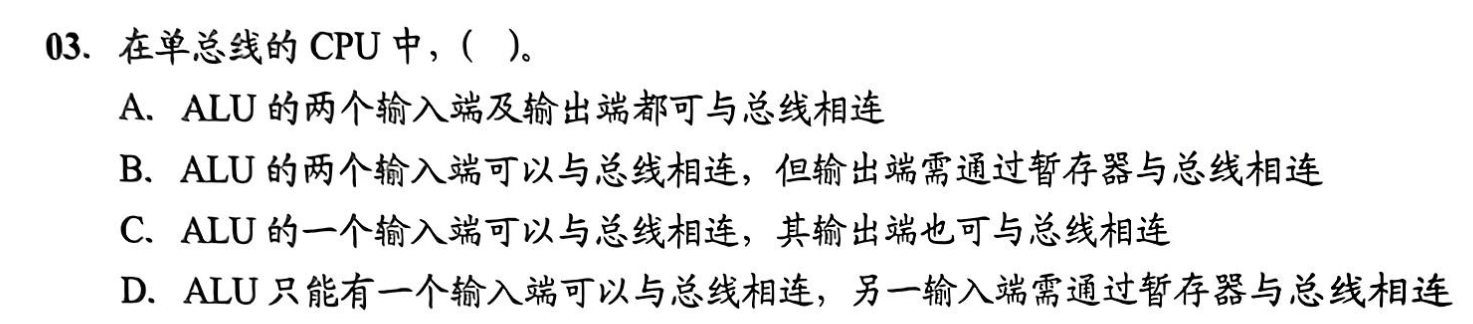 03. 在单总线的 CPU 中，（ ）。
A. ALU 的两个输入端及输出端都可与总线相连
B. ALU 的两个输入端可以与总线相连，但输出端需通过暂存器与总线相连
C. ALU 的一个输入端可以与总线相连，其输出端也可与总线相连
D. ALU 只能有一个输入端可以与总线相连，另一输入端需通过暂存器与总线相连